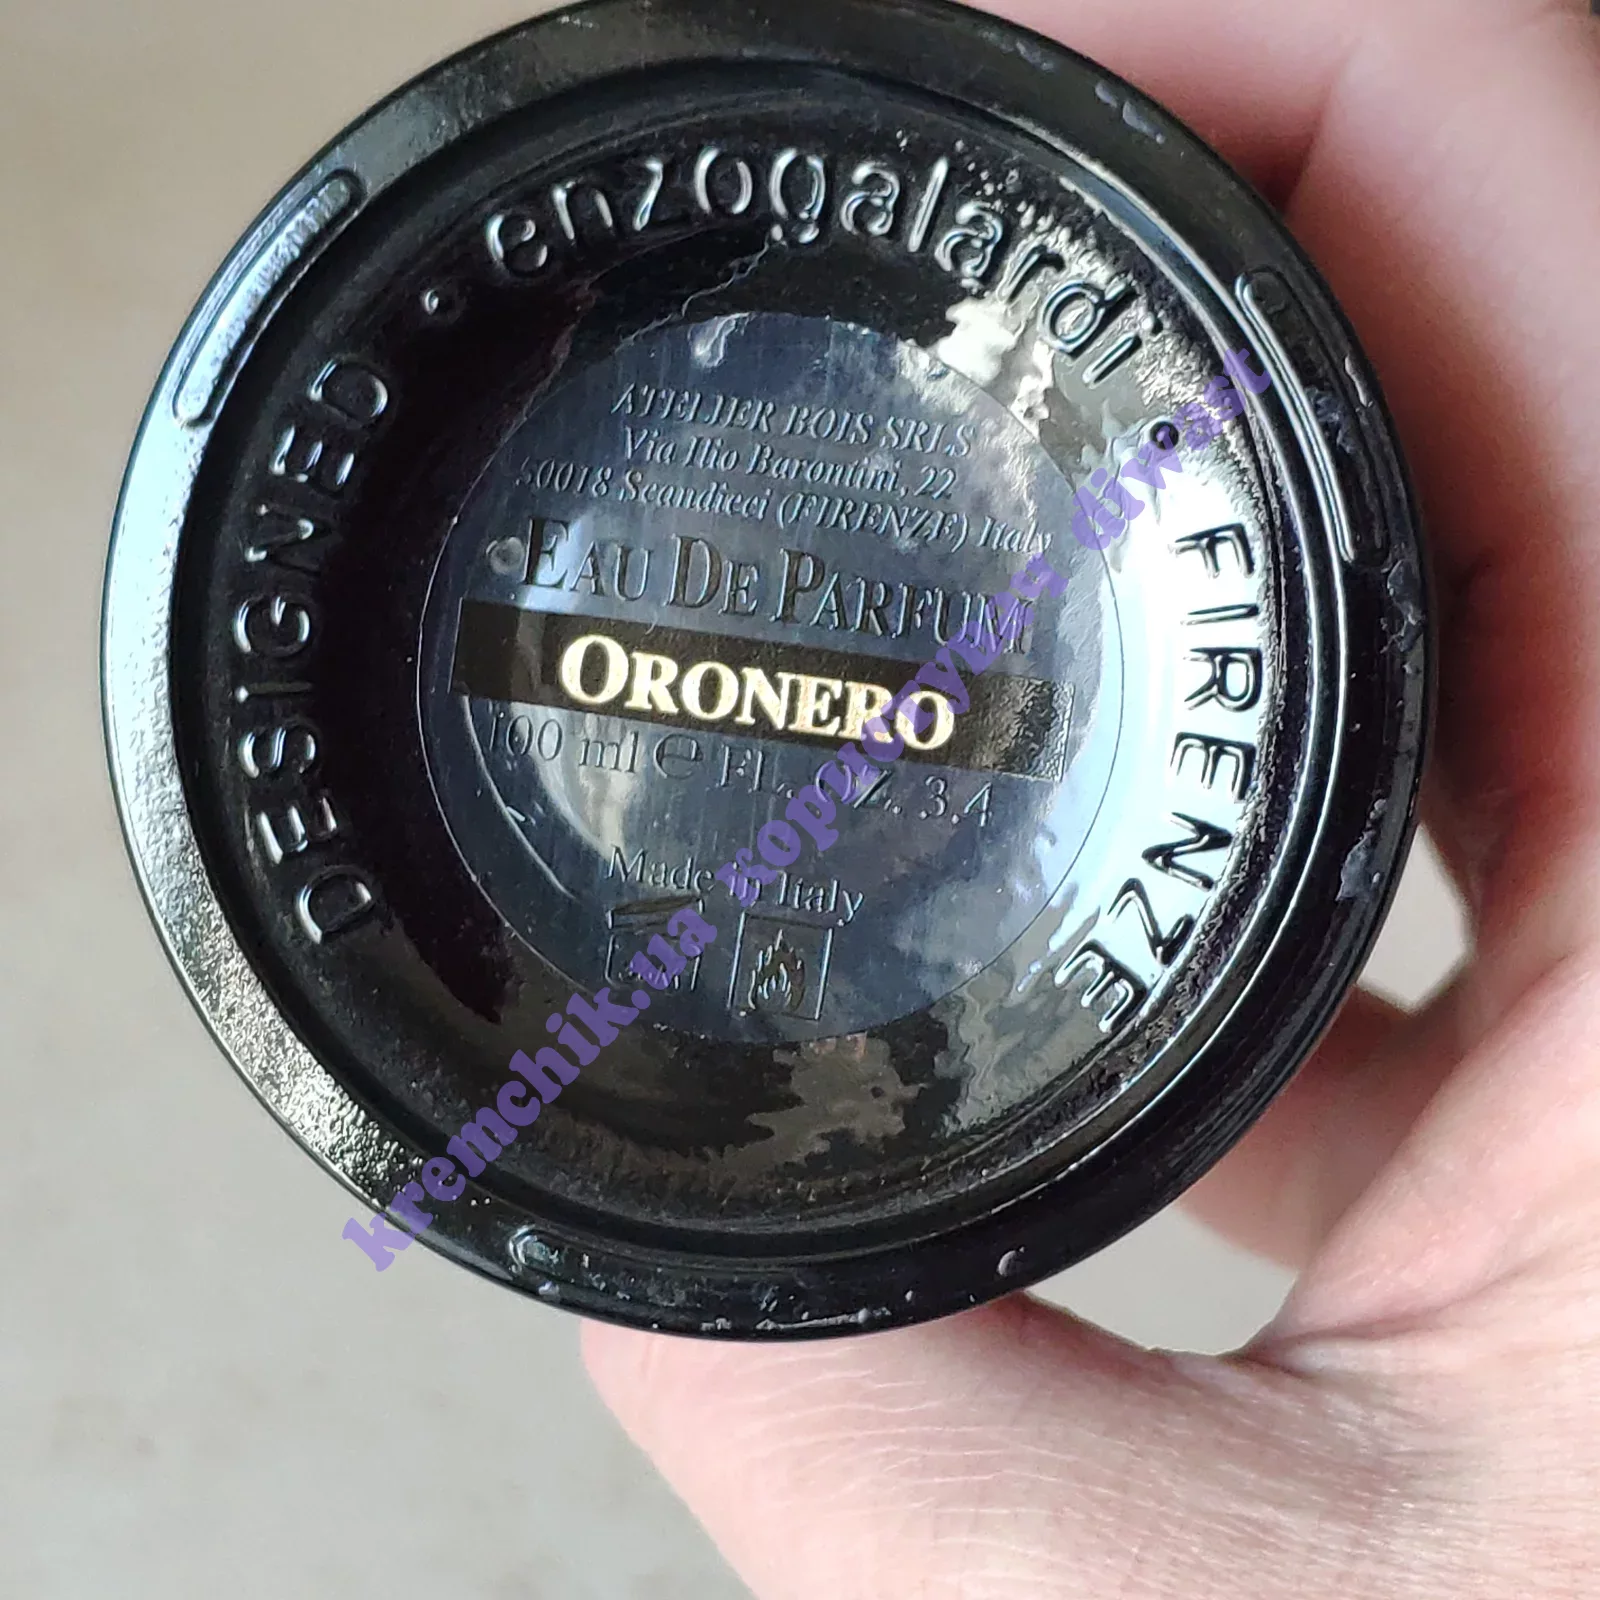 DESIGNED · enzogalardi · FIRENZE
ATELIER BOIS SRLS
Via Ilio Barontini, 22
50018 Scandicci (FIRENZE) Italy
EAU DE PARFUM
ORONERO
100 ml ℮ FL. OZ. 3.4
Made in Italy
kremchik.ua